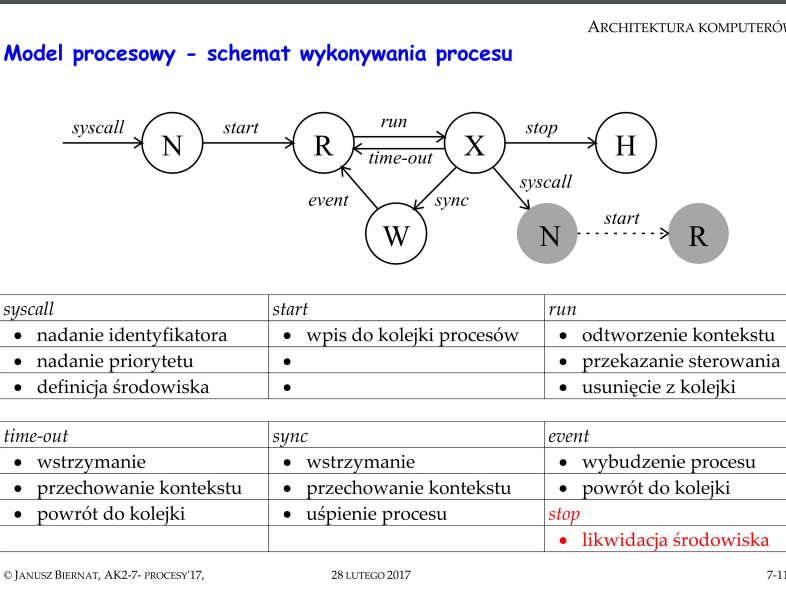 ARCHITEKTURA KOMPUTERÓW
Model procesowy - schemat wykonywania procesu
syscall N start R run X stop H
time-out
syscall
event sync
W N start R
syscall start run
• nadanie identyfikatora • wpis do kolejki procesów • odtworzenie kontekstu
• nadanie priorytetu • • przekazanie sterowania
• definicja środowiska • • usunięcie z kolejki
time-out sync event
• wstrzymanie • wstrzymanie • wybudzenie procesu
• przechowanie kontekstu • przechowanie kontekstu • powrót do kolejki
• powrót do kolejki • uśpienie procesu stop
• likwidacja środowiska
© JANUSZ BIERNAT, AK2-7- PROCESY'17, 28 LUTEGO 2017 7-11